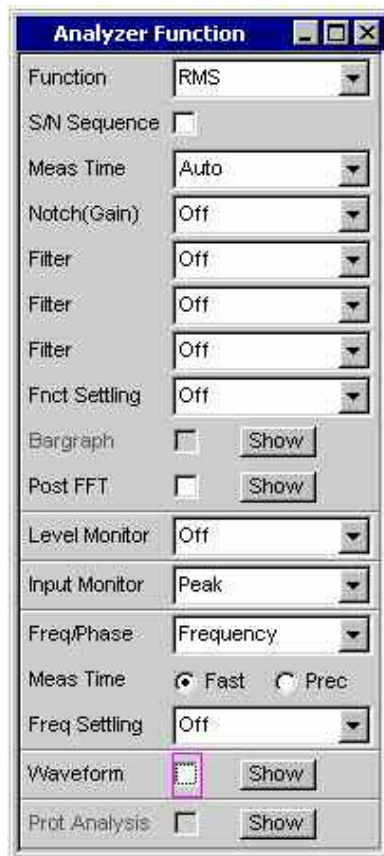 Analyzer Function
Function RMS
S/N Sequence
Meas Time Auto
Notch(Gain) Off
Filter Off
Filter Off
Filter Off
Fnct Settling Off
Bargraph Show
Post FFT Show
Level Monitor Off
Input Monitor Peak
Freq/Phase Frequency
Meas Time Fast Prec
Freq Settling Off
Waveform Show
Prot Analysis Show